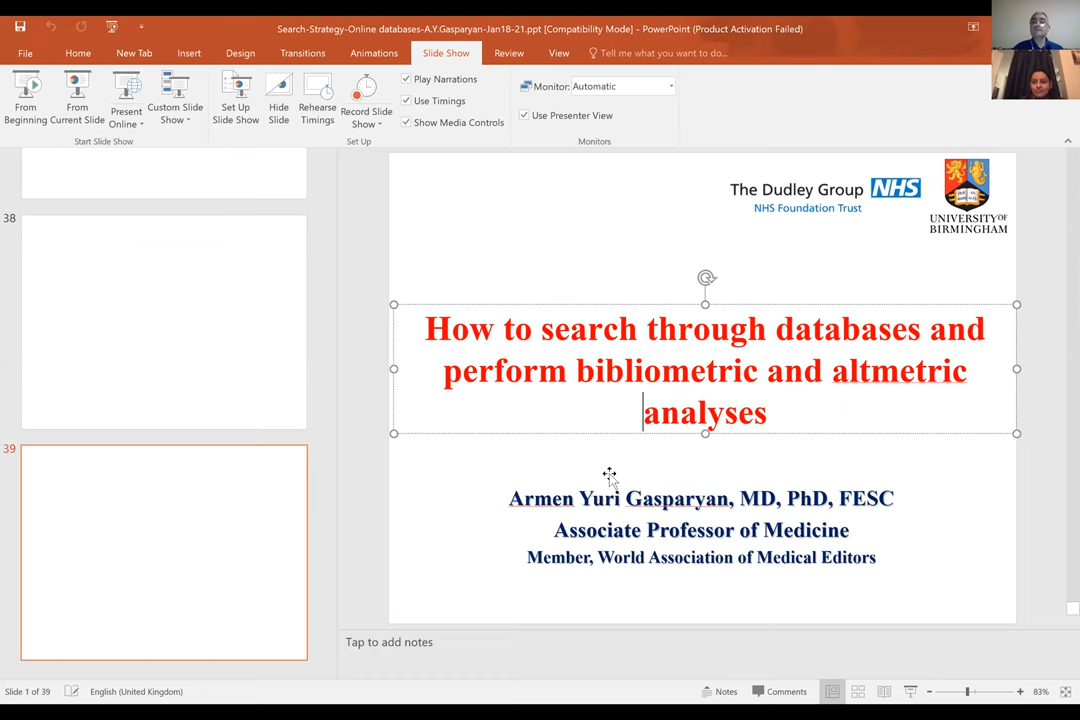 Search-Strategy-Online databases-A.Y.Gasparyan-Jan18-21.ppt [Compatibility Mode] - PowerPoint (Product Activation Failed)
File Home New Tab Insert Design Transitions Animations Slide Show Review View Tell me what you want to do...
From Beginning
From Current Slide
Present Online
Custom Slide Show
Set Up Slide Show
Hide Slide
Rehearse Timings
Record Slide Show
Play Narrations
Use Timings
Show Media Controls
Monitor: Automatic
Use Presenter View
Start Slide Show
Set Up
Monitors
38
39
The Dudley Group NHS
NHS Foundation Trust
UNIVERSITY OF
BIRMINGHAM
How to search through databases and
perform bibliometric and altmetric
analyses
Armen Yuri Gasparyan, MD, PhD, FESC
Associate Professor of Medicine
Member, World Association of Medical Editors
Tap to add notes
Slide 1 of 39 English (United Kingdom) Notes Comments 83%